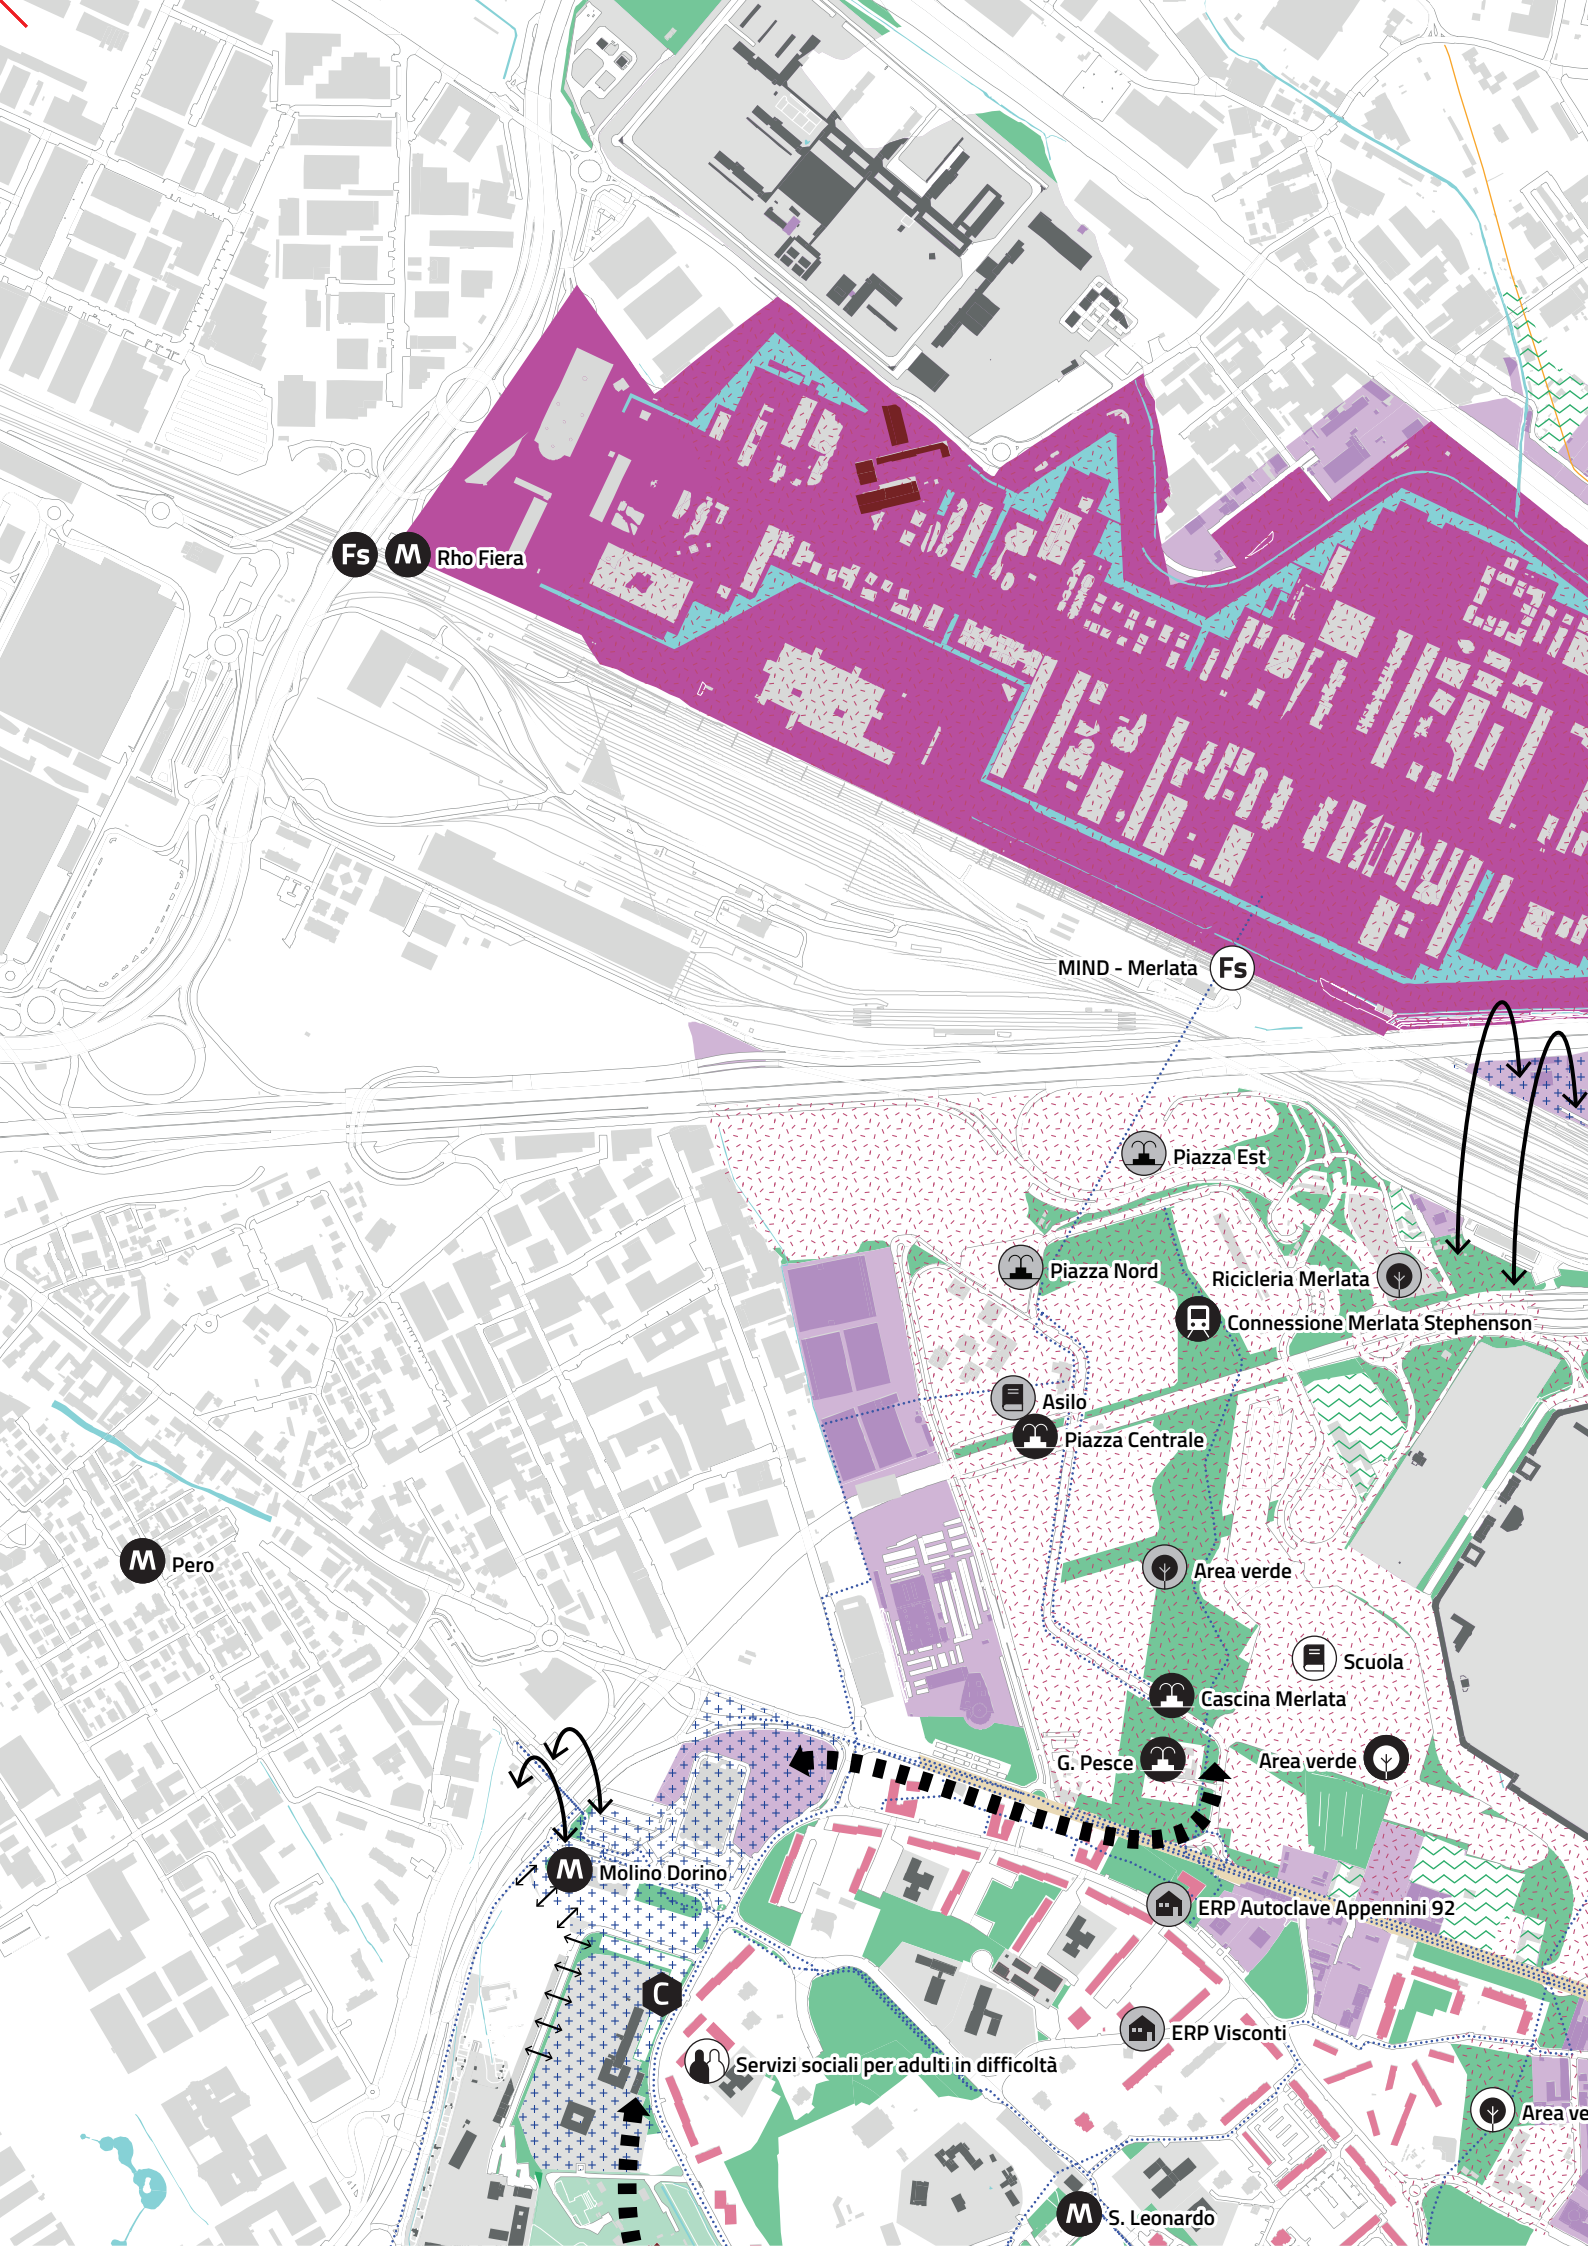 Fs M Rho Fiera
MIND - Merlata Fs
Piazza Est
Piazza Nord
Ricicleria Merlata
Connessione Merlata Stephenson
Asilo
Piazza Centrale
M Pero
Area verde
Scuola
Cascina Merlata
G. Pesce
Area verde
M Molino Dorino
ERP Autoclave Appennini 92
C
ERP Visconti
Servizi sociali per adulti in difficoltà
Area ve
M S. Leonardo